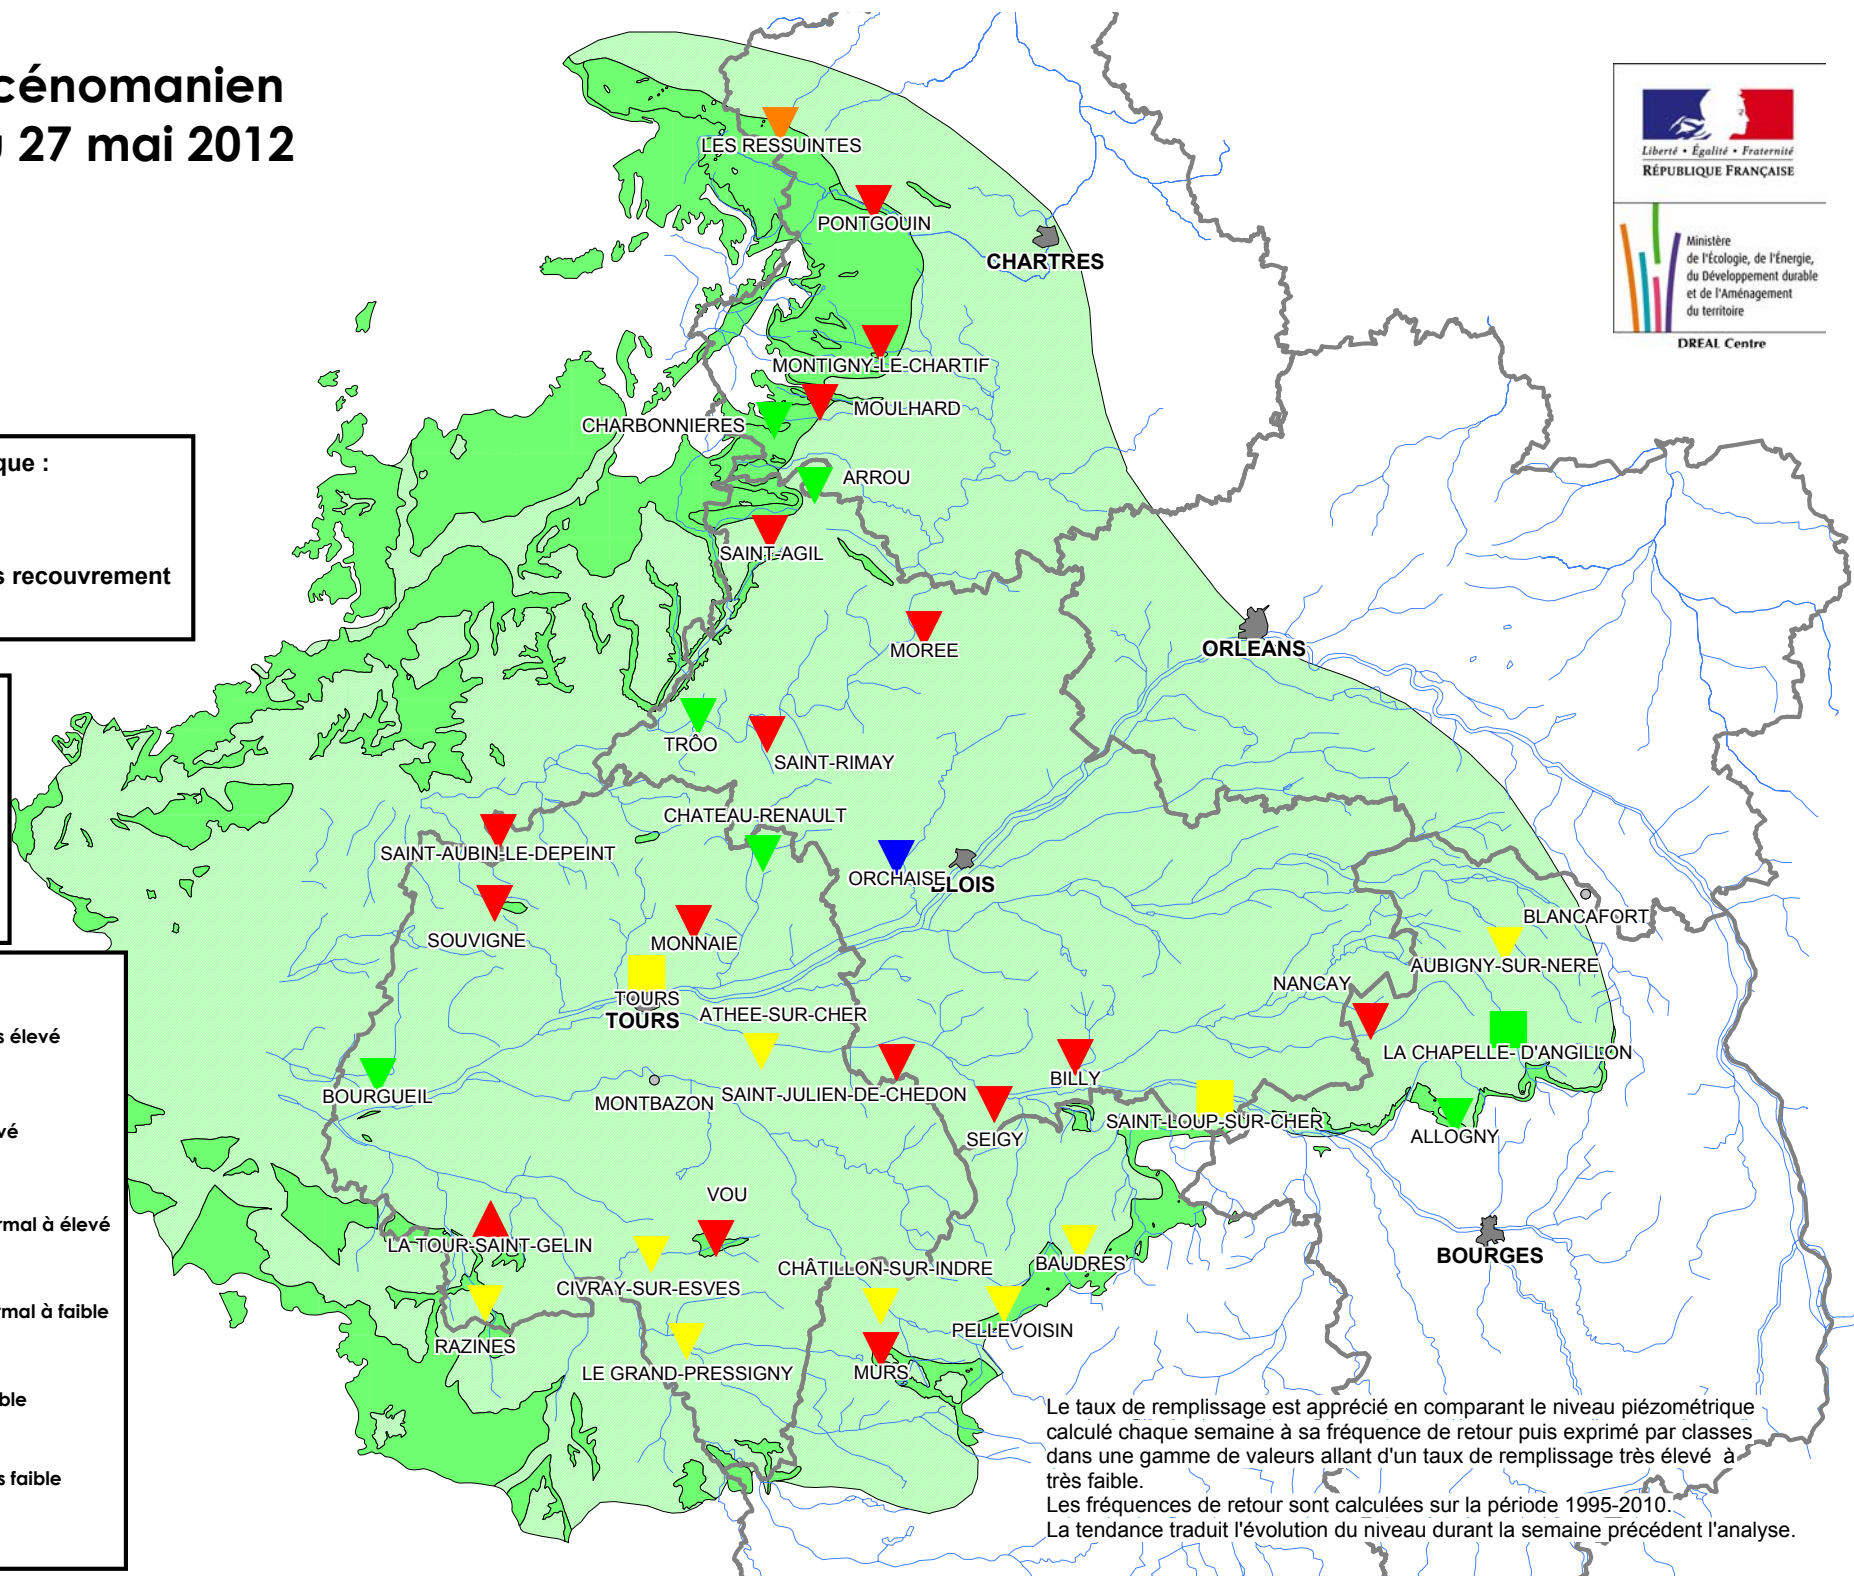 cénomanien
27 mai 2012
Liberté • Égalité • Fraternité
RÉPUBLIQUE FRANÇAISE
Ministère
de l'Écologie, de l'Énergie,
du Développement durable
et de l'Aménagement
du territoire
DREAL Centre
LES RESSUINTES
PONTGOUIN
CHARTRES
MONTIGNY-LE-CHARTIF
MOULHARD
CHARBONNIERES
que :
ARROU
SAINT-AGIL
s recouvrement
MOREE
ORLEANS
TRÔO
SAINT-RIMAY
CHATEAU-RENAULT
SAINT-AUBIN-LE-DEPEINT
ORCHAISE
BLOIS
BLANCAFORT
SOUVIGNE
MONNAIE
AUBIGNY-SUR-NERE
NANCAY
TOURS
TOURS
ATHEE-SUR-CHER
s élevé
LA CHAPELLE- D'ANGILLON
BILLY
BOURGUEIL
MONTBAZON
SAINT-JULIEN-DE-CHEDON
SAINT-LOUP-SUR-CHER
vé
SEIGY
ALLOGNY
VOU
rmal à élevé
LA TOUR-SAINT-GELIN
BOURGES
CHÂTILLON-SUR-INDRE
BAUDRES
CIVRAY-SUR-ESVES
rmal à faible
PELLEVOISIN
RAZINES
LE GRAND-PRESSIGNY
MURS
ble
s faible
Le taux de remplissage est apprécié en comparant le niveau piézométrique
calculé chaque semaine à sa fréquence de retour puis exprimé par classes
dans une gamme de valeurs allant d'un taux de remplissage très élevé à
très faible.
Les fréquences de retour sont calculées sur la période 1995-2010.
La tendance traduit l'évolution du niveau durant la semaine précédent l'analyse.